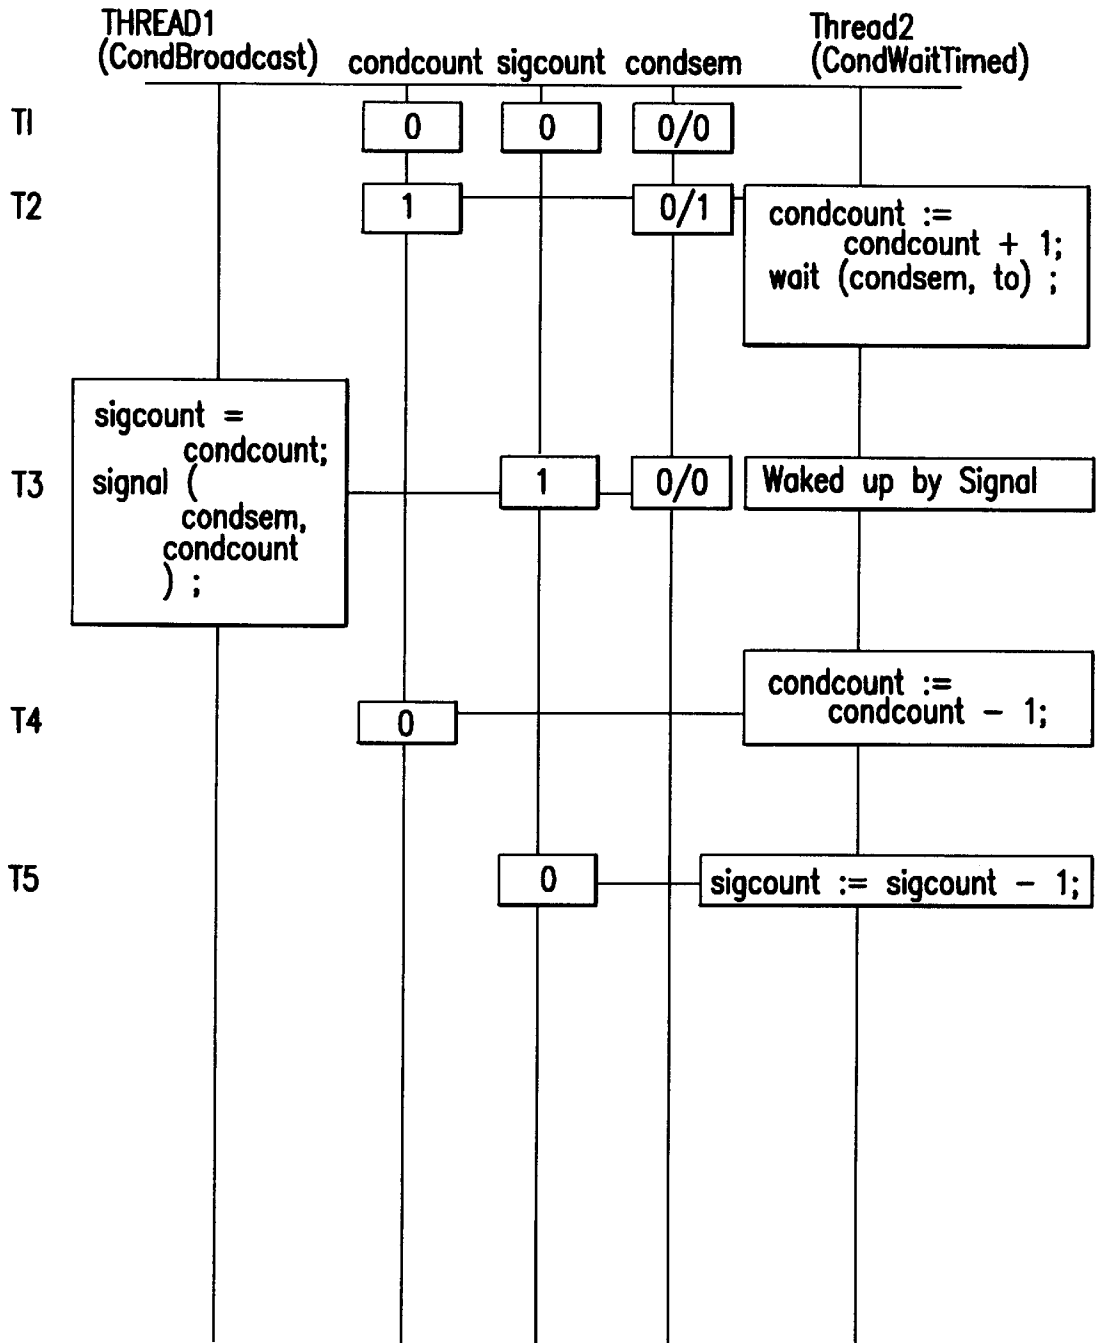 THREAD1
(CondBroadcast)
condcount sigcount condsem
Thread2
(CondWaitTimed)
T1
0
0
0/0
T2
1
0/1
condcount :=
condcount + 1;
wait (condsem, to) ;
sigcount =
condcount;
signal (
condsem,
condcount
) ;
T3
1
0/0
Waked up by Signal
T4
0
condcount :=
condcount - 1;
T5
0
sigcount := sigcount - 1;